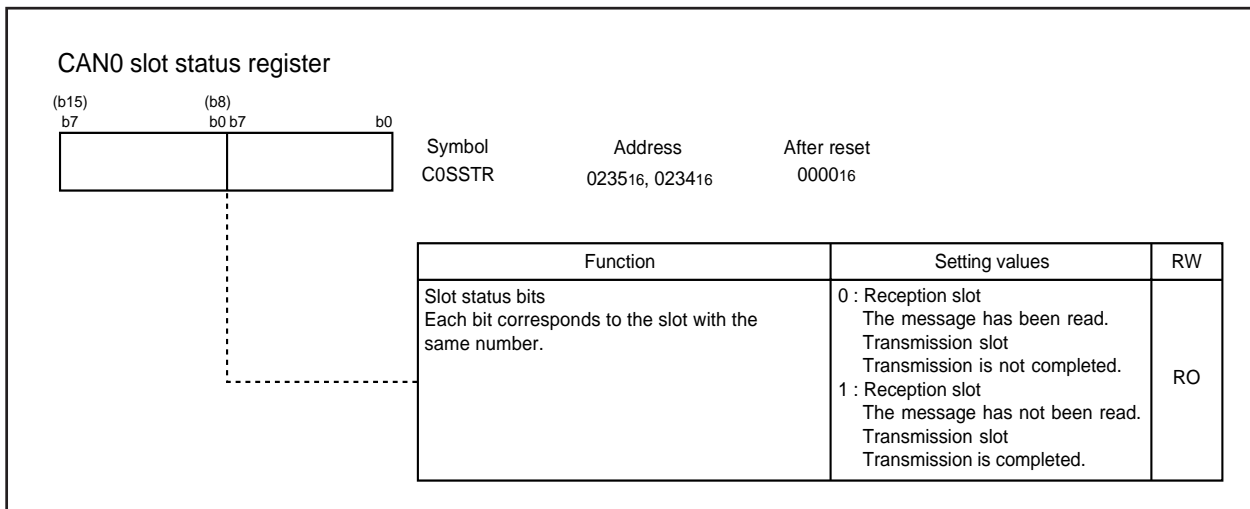 CAN0 slot status register
(b15) (b8)
b7 b0 b7 b0
Symbol Address After reset
C0SSTR 023516, 023416 000016
Function Setting values RW
Slot status bits
Each bit corresponds to the slot with the
same number.
0 : Reception slot
The message has been read.
Transmission slot
Transmission is not completed.
1 : Reception slot
The message has not been read.
Transmission slot
Transmission is completed.
RO